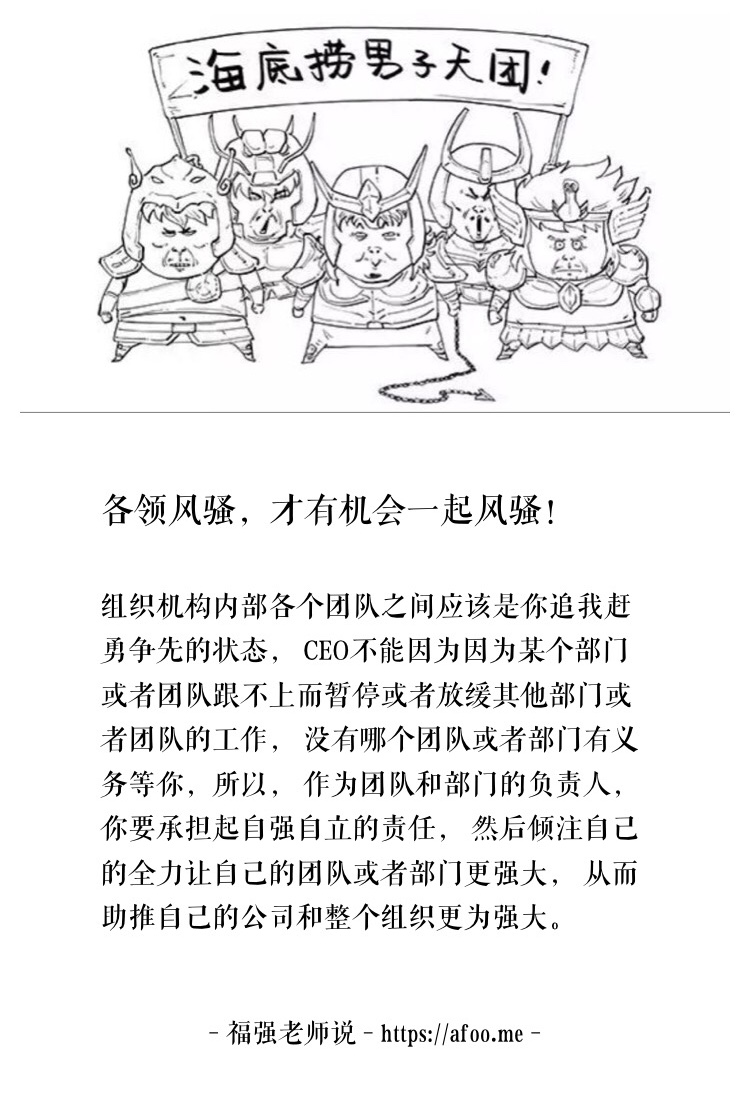 海底捞男子天团!
各领风骚，才有机会一起风骚！
组织机构内部各个团队之间应该是你追我赶
勇争先的状态， CEO不能因为因为某个部门
或者团队跟不上而暂停或者放缓其他部门或
者团队的工作， 没有哪个团队或者部门有义
务等你，所以， 作为团队和部门的负责人，
你要承担起自强自立的责任， 然后倾注自己
的全力让自己的团队或者部门更强大， 从而
助推自己的公司和整个组织更为强大。
- 福强老师说 - https://afoo.me -